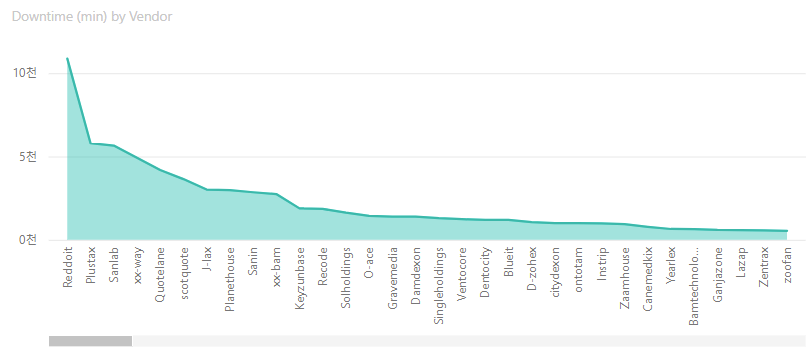 Downtime (min) by Vendor
10천
5천
0천
Reddoit
Plustax
Sanlab
xx-way
Quotelane
scotquote
J-lax
Planethouse
Sanin
xx-bam
Keyzunbase
Recode
Solholdings
O-ace
Gravemedia
Damdexon
Singleholdings
Ventocore
Dentocity
Blueit
D-zohex
citydexon
ontotam
Instrip
Zaamhouse
Canemedkix
Yearlex
Bamtechnolo...
Ganjazone
Lazap
Zentrax
zoofan